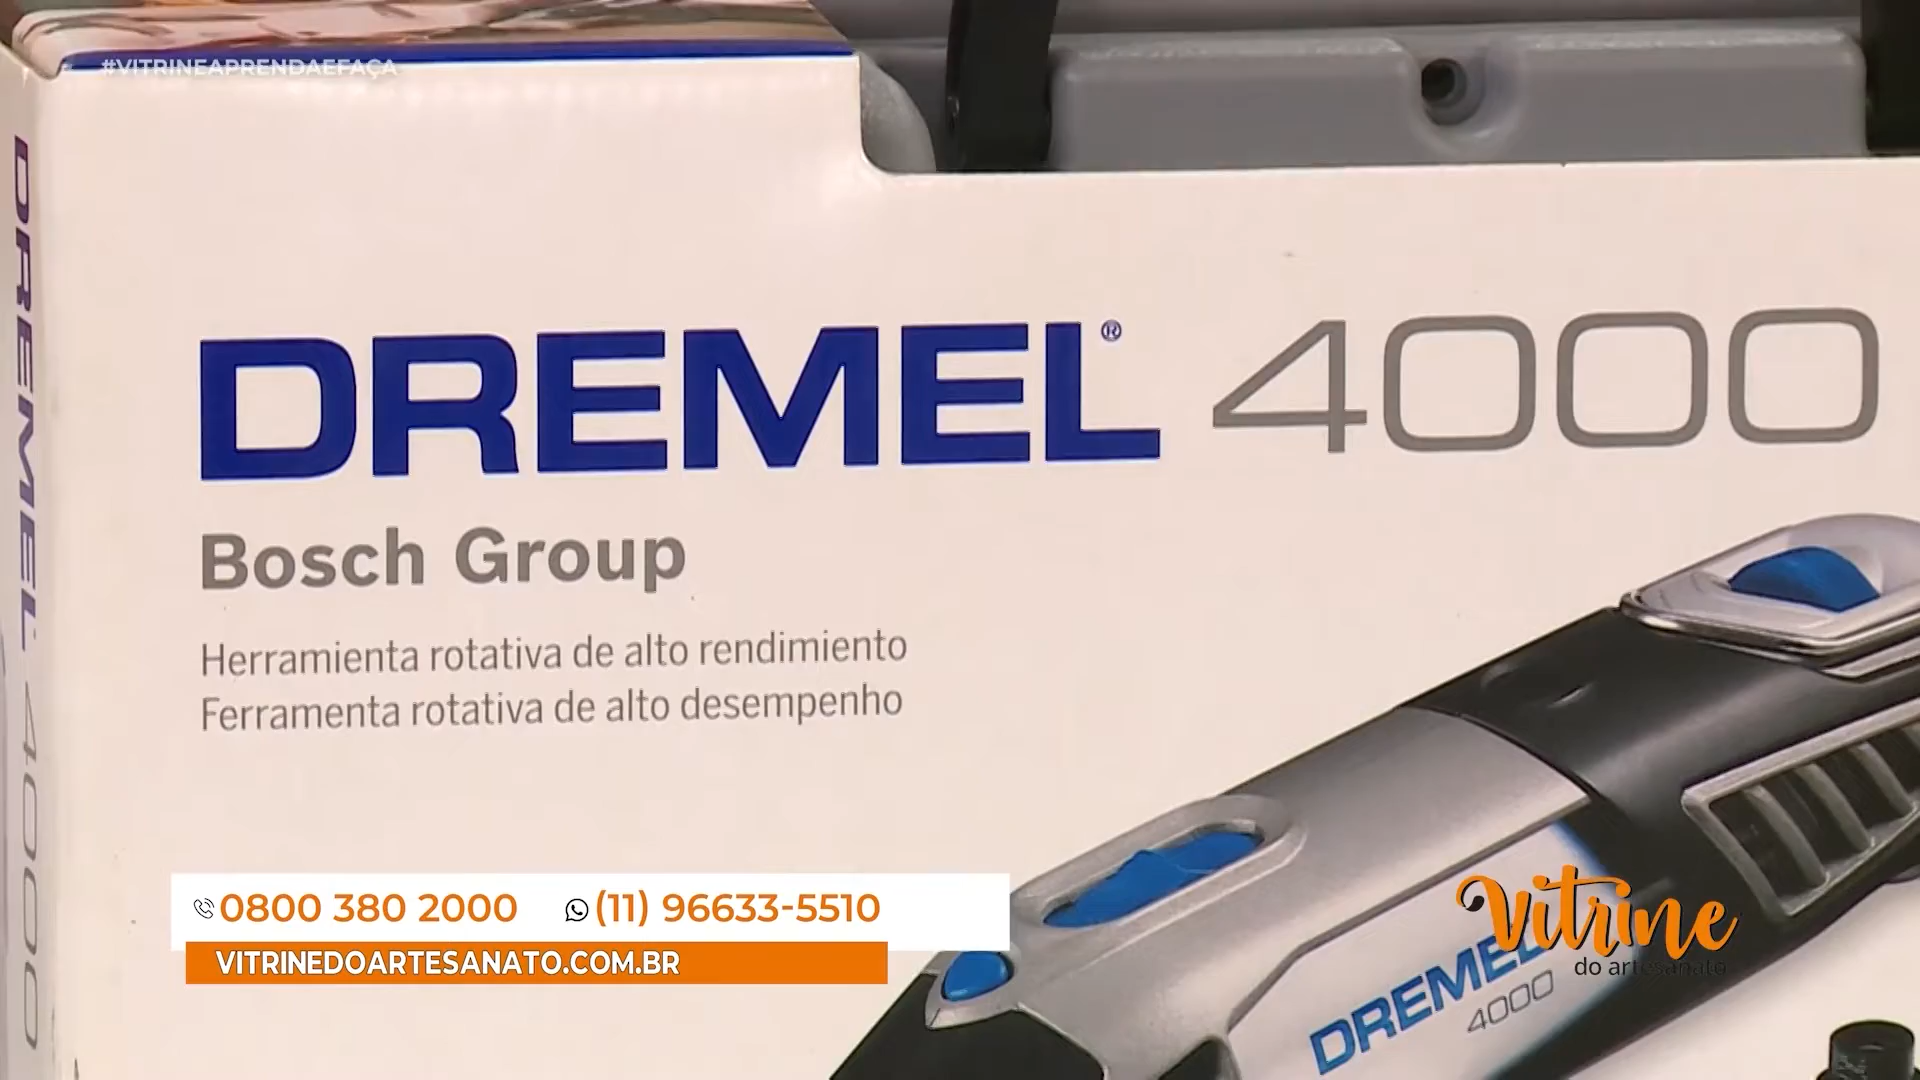 #VITRINEAPRENDAEFAÇA
DREMEL 4000
DREMEL® 4000
Bosch Group
Herramienta rotativa de alto rendimiento
Ferramenta rotativa de alto desempenho
0800 380 2000 (11) 96633-5510
VITRINEDOARTESANATO.COM.BR
Vitrine
do artesanato
DREMEL
4000